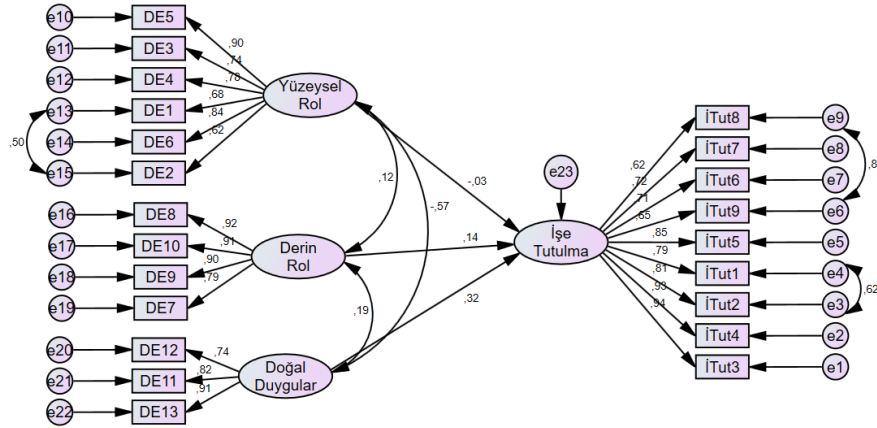 e10 DE5
e11 DE3
e12 DE4
e13 DE1
e14 DE6
e15 DE2
,50
,90
,74
,78
,68
,84
,62
Yüzeysel
Rol
e16 DE8
e17 DE10
e18 DE9
e19 DE7
,92
,91
,90
,79
Derin
Rol
e20 DE12
e21 DE11
e22 DE13
,74
,82
,91
Doğal
Duygular
,12
-,57
,19
-,03
,14
,32
e23
İşe
Tutulma
,62
,72
,71
,65
,85
,79
,81
,93
,94
İTut8 e9
İTut7 e8
İTut6 e7
İTut9 e6
İTut5 e5
İTut1 e4
İTut2 e3
İTut4 e2
İTut3 e1
,62